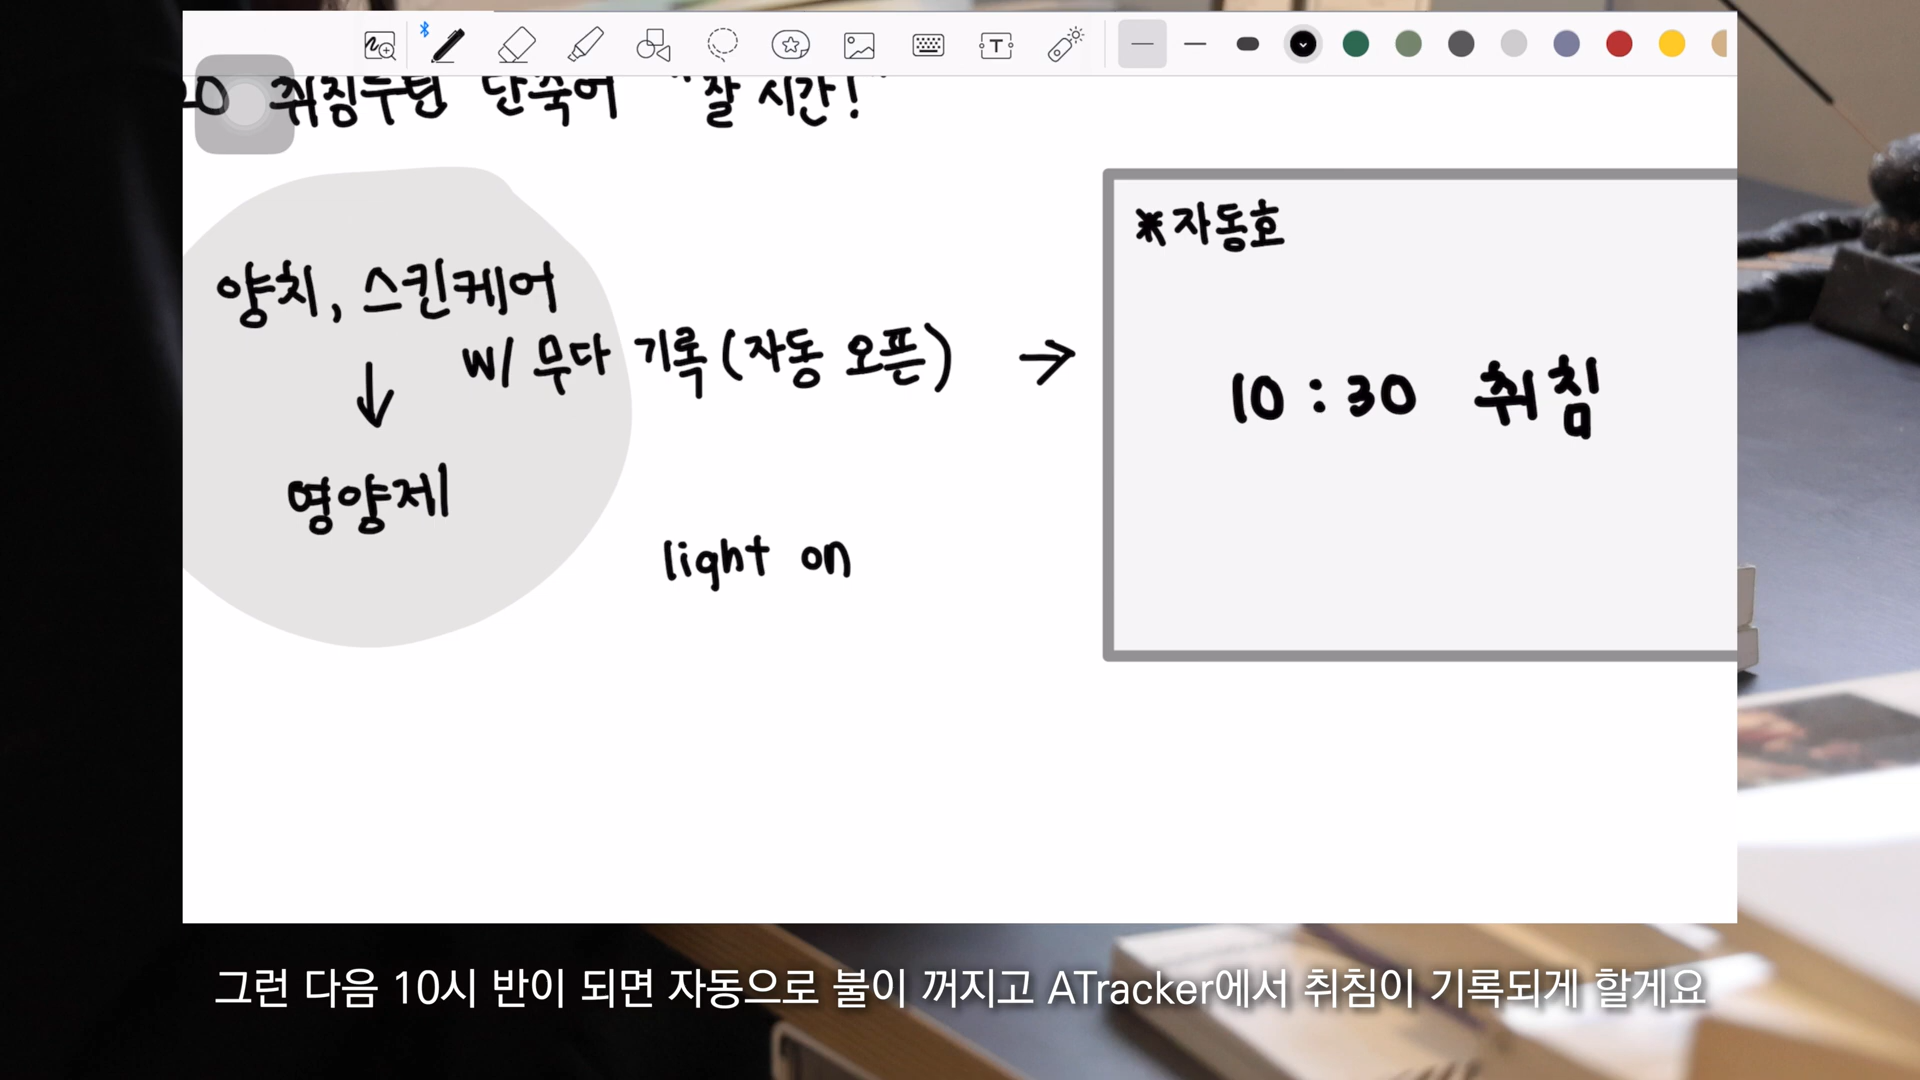 20 취침루틴 단축어 "잘 시간!"
양치, 스킨케어
w/ 무다 기록 (자동 오픈) →
↓
영양제
light on
*자동호
10:30 취침
그런 다음 10시 반이 되면 자동으로 불이 꺼지고 ATracker에서 취침이 기록되게 할게요